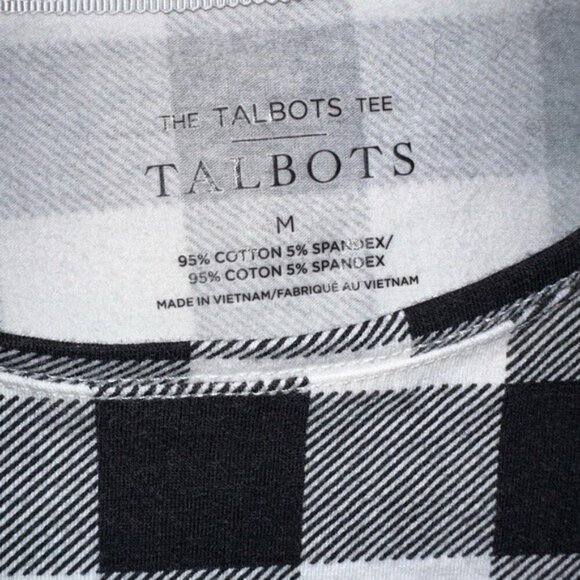 THE TALBOTS TEE
TALBOTS
M
95% COTTON 5% SPANDEX/
95% COTON 5% SPANDEX
MADE IN VIETNAM/FABRIQUÉ AU VIETNAM